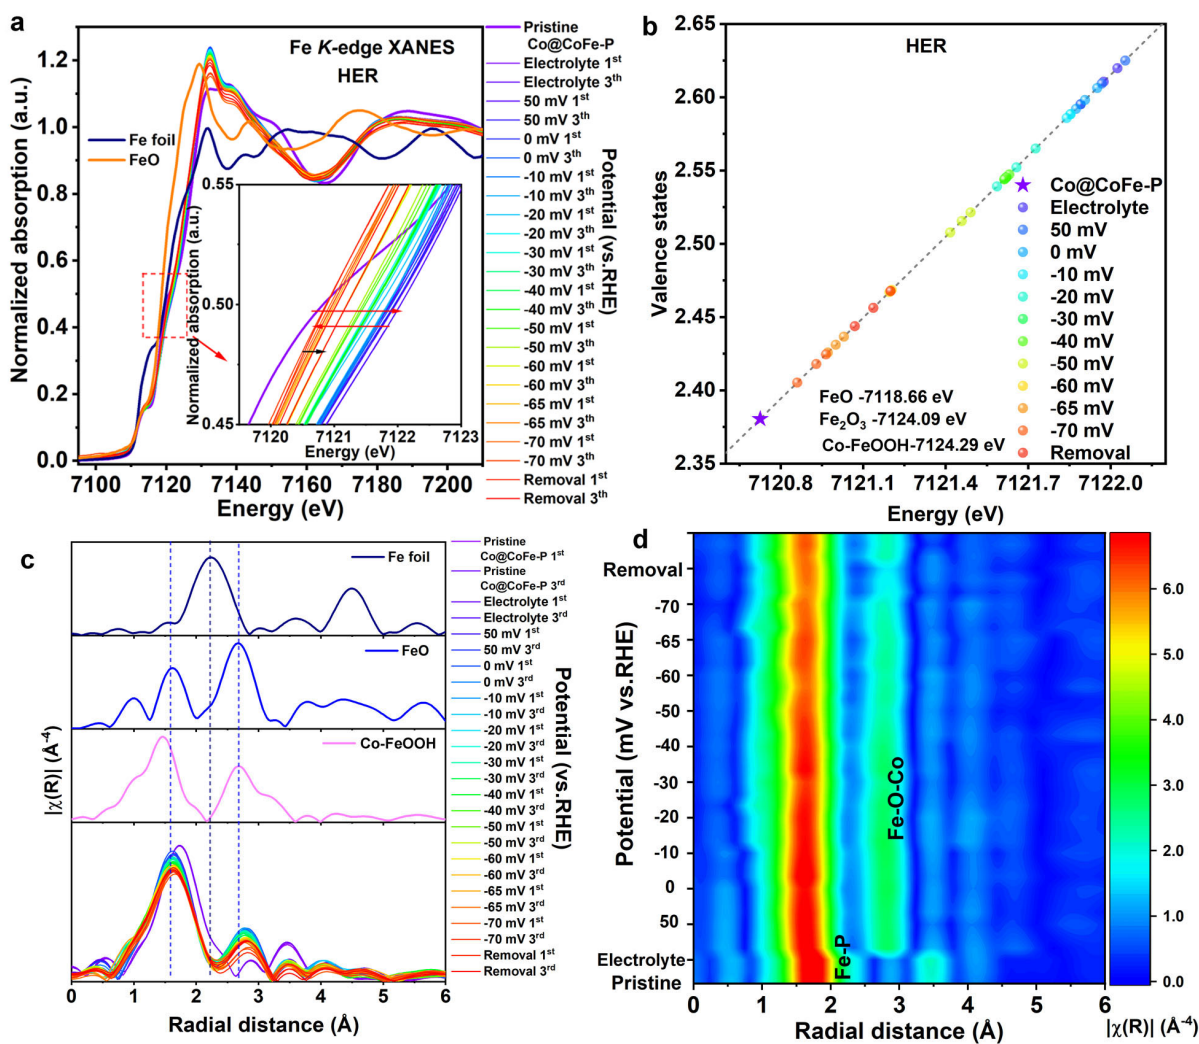 a
Fe K-edge XANES
HER
Fe foil
FeO
1.2
1.0
0.8
0.6
0.4
0.2
0.0
Normalized absorption (a.u.)
7100
7120
7140
7160
7180
7200
Energy (eV)
0.55
0.50
0.45
Normalized absorption (a.u.)
7120
7121
7122
7123
Energy (eV)
Pristine
Co@CoFe-P
Electrolyte 1st
Electrolyte 3th
50 mV 1st
50 mV 3th
0 mV 1st
0 mV 3th
-10 mV 1st
-10 mV 3th
-20 mV 1st
-20 mV 3th
-30 mV 1st
-30 mV 3th
-40 mV 1st
-40 mV 3th
-50 mV 1st
-50 mV 3th
-60 mV 1st
-60 mV 3th
-65 mV 1st
-65 mV 3th
-70 mV 1st
-70 mV 3th
Removal 1st
Removal 3th
Potential (vs.RHE)
b
HER
2.65
2.60
2.55
2.50
2.45
2.40
2.35
Valence states
7120.8
7121.1
7121.4
7121.7
7122.0
Energy (eV)
Co@CoFe-P
Electrolyte
50 mV
0 mV
-10 mV
-20 mV
-30 mV
-40 mV
-50 mV
-60 mV
-65 mV
-70 mV
Removal
FeO -7118.66 eV
Fe2O3 -7124.09 eV
Co-FeOOH-7124.29 eV
c
Fe foil
FeO
Co-FeOOH
|χ(R)| (Å-4)
0
1
2
3
4
5
6
Radial distance (Å)
Pristine
Co@CoFe-P 1st
Pristine
Co@CoFe-P 3rd
Electrolyte 1st
Electrolyte 3rd
50 mV 1st
50 mV 3rd
0 mV 1st
0 mV 3rd
-10 mV 1st
-10 mV 3rd
-20 mV 1st
-20 mV 3rd
-30 mV 1st
-30 mV 3rd
-40 mV 1st
-40 mV 3rd
-50 mV 1st
-50 mV 3rd
-60 mV 1st
-60 mV 3rd
-65 mV 1st
-65 mV 3rd
-70 mV 1st
-70 mV 3rd
Removal 1st
Removal 3rd
Potential (vs.RHE)
d
Removal
-70
-65
-60
-50
-40
-30
-20
-10
0
50
Electrolyte
Pristine
Potential (mV vs.RHE)
Fe-P
Fe-O-Co
0
1
2
3
4
5
6
Radial distance (Å)
6.0
5.0
4.0
3.0
2.0
1.0
0.0
|χ(R)| (Å-4)